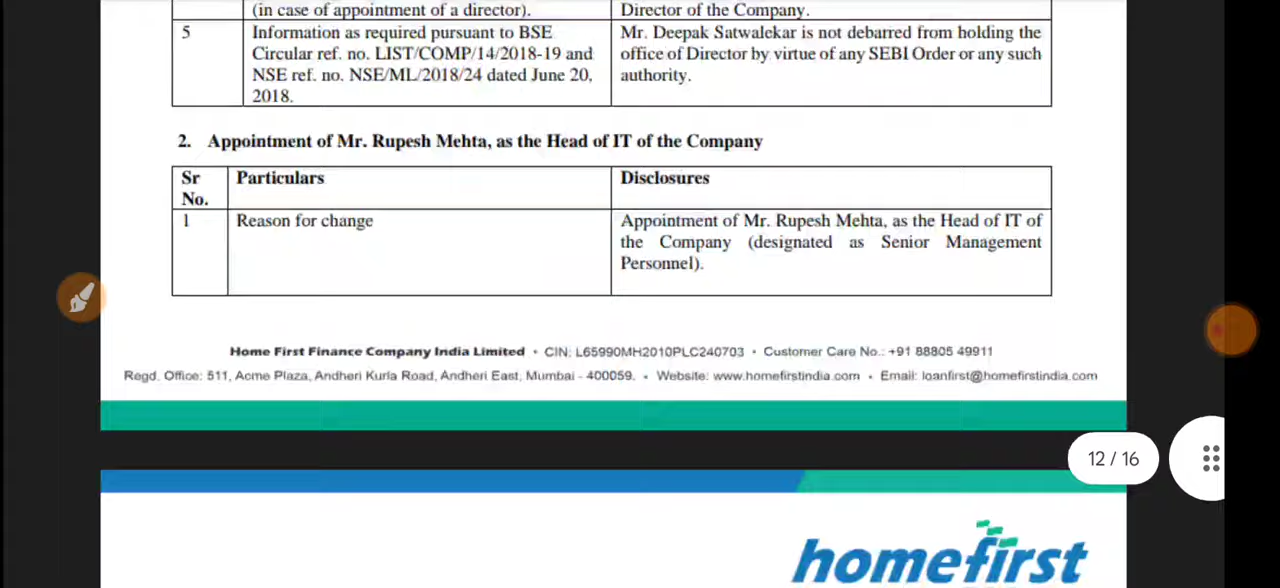 (in case of appointment of a director).
Director of the Company.
5
Information as required pursuant to BSE
Circular ref. no. LIST/COMP/14/2018-19 and
NSE ref. no. NSE/ML/2018/24 dated June 20,
2018.
Mr. Deepak Satwalekar is not debarred from holding the
office of Director by virtue of any SEBI Order or any such
authority.
2. Appointment of Mr. Rupesh Mehta, as the Head of IT of the Company
Sr
No.
Particulars
Disclosures
1
Reason for change
Appointment of Mr. Rupesh Mehta, as the Head of IT of
the Company (designated as Senior Management
Personnel).
Home First Finance Company India Limited • CIN: L65990MH2010PLC240703 • Customer Care No.: +91 88805 49911
Regd. Office: 511, Acme Plaza, Andheri Kurla Road, Andheri East, Mumbai - 400059. • Website: www.homefirstindia.com • Email: loanfirst@homefirstindia.com
12 / 16
homefirst